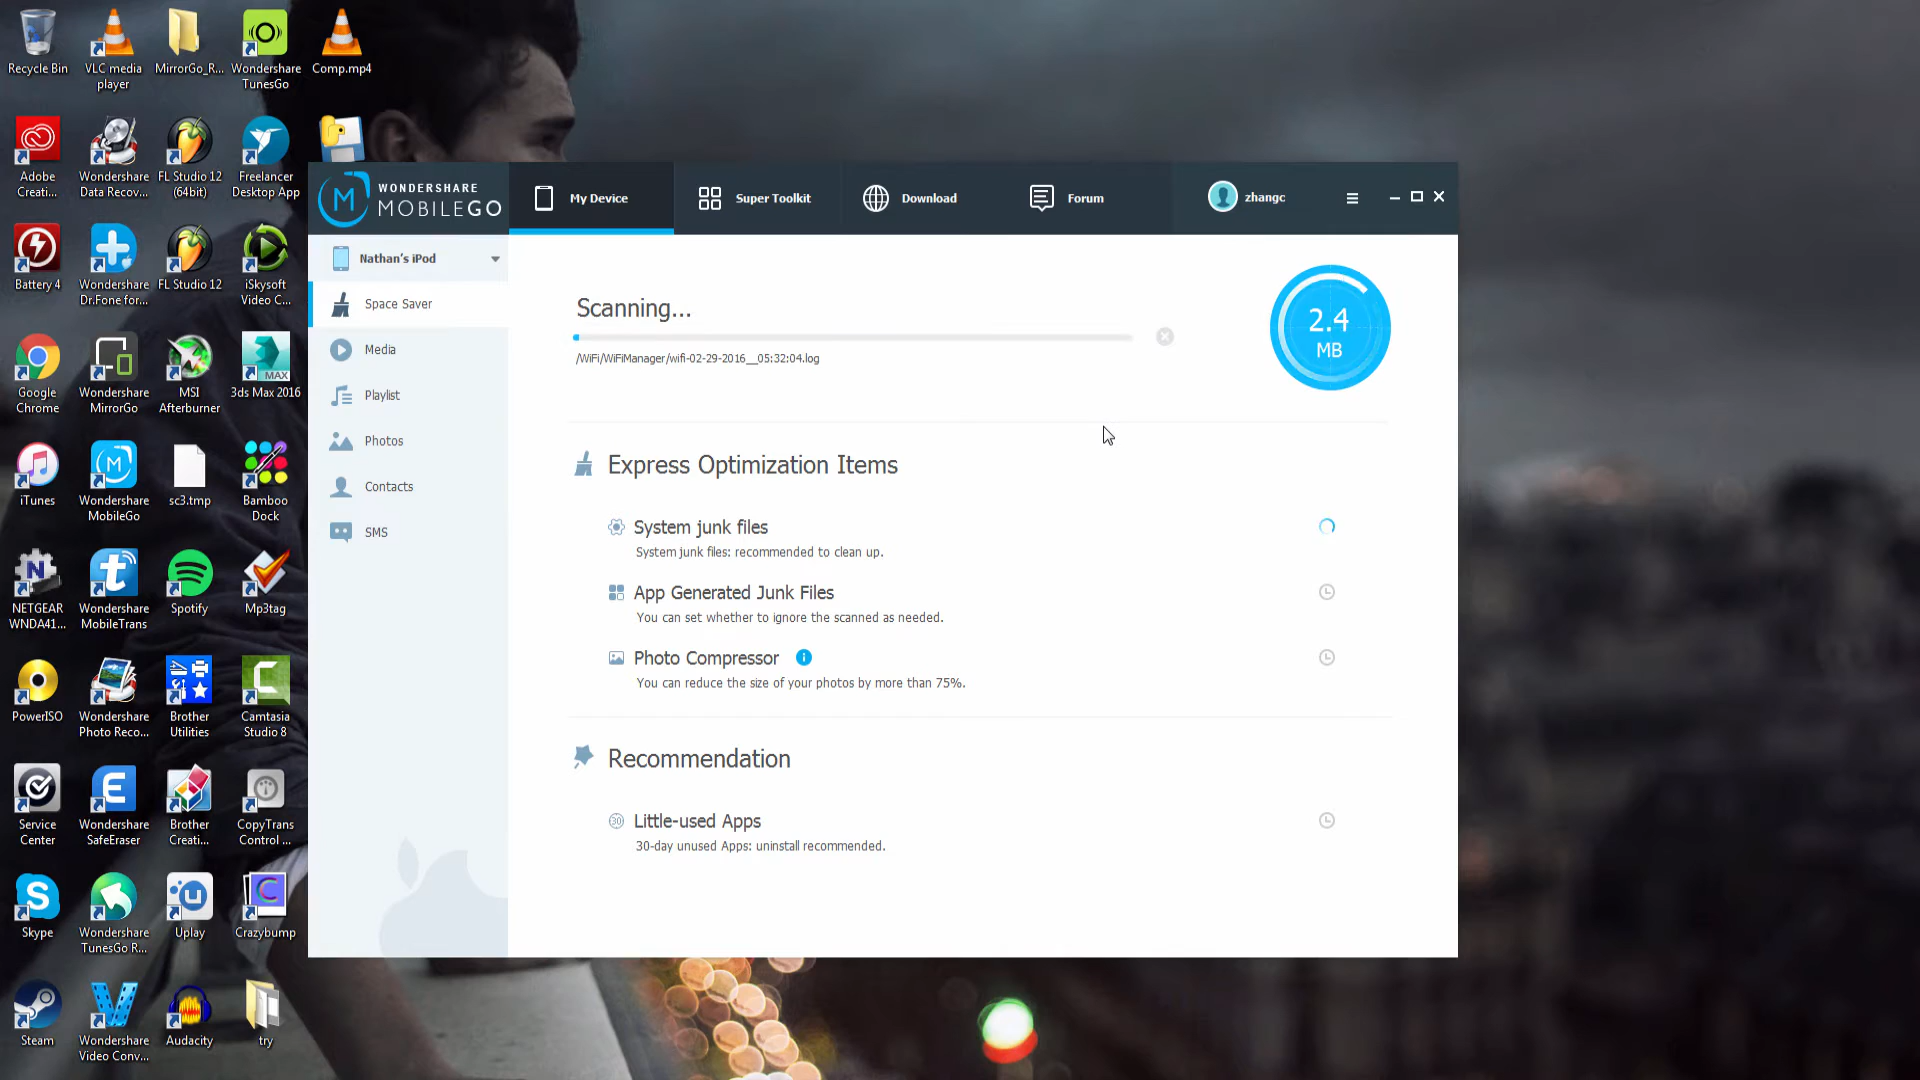 Recycle Bin
VLC media
player
MirrorGo_R...
Wondershare
TunesGo
Comp.mp4
Adobe
Creati...
Wondershare
Data Recov...
FL Studio 12
(64bit)
Freelancer
Desktop App
Battery 4
Wondershare
Dr.Fone for...
FL Studio 12
iSkysoft
Video C...
Google
Chrome
Wondershare
MirrorGo
MSI
Afterburner
MAX
3ds Max 2016
iTunes
Wondershare
MobileGo
sc3.tmp
Bamboo
Dock
NETGEAR
WNDA41...
Wondershare
MobileTrans
Spotify
Mp3tag
PowerISO
Wondershare
Photo Reco...
Brother
Utilities
Camtasia
Studio 8
Service
Center
Wondershare
SafeEraser
Brother
Creati...
CopyTrans
Control ...
Skype
Wondershare
TunesGo R...
Uplay
Crazybump
Steam
Wondershare
Video Conv...
Audacity
try
WONDERSHARE
MOBILEGO
My Device
Super Toolkit
Download
Forum
zhangc
Nathan's iPod
Space Saver
Media
Playlist
Photos
Contacts
SMS
Scanning...
/WiFi/WiFiManager/wifi-02-29-2016__05:32:04.log
2.4
MB
Express Optimization Items
System junk files
System junk files: recommended to clean up.
App Generated Junk Files
You can set whether to ignore the scanned as needed.
Photo Compressor
You can reduce the size of your photos by more than 75%.
Recommendation
30
Little-used Apps
30-day unused Apps: uninstall recommended.